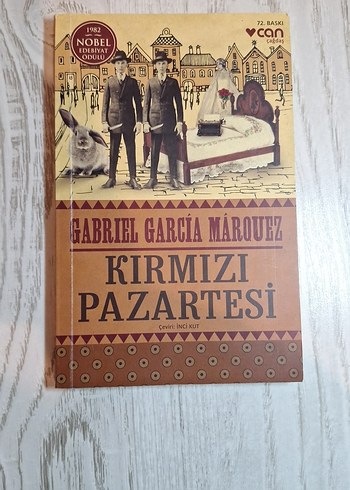 1982
NOBEL
EDEBİYAT
ÖDÜLÜ
72. BASKI
can
çağdaş
GABRIEL GARCÍA MÁRQUEZ
KIRMIZI
PAZARTESİ
Çeviri: İNCİ KUT